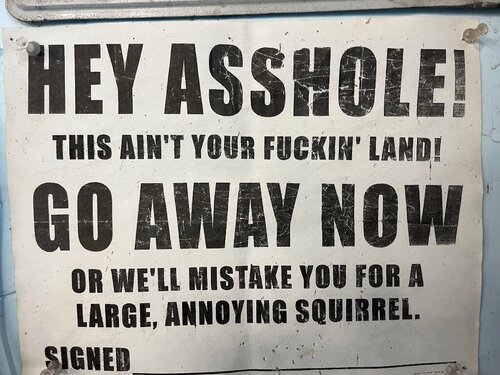 HEY ASSHOLE!
THIS AIN'T YOUR FUCKIN' LAND!
GO AWAY NOW
OR WE'LL MISTAKE YOU FOR A
LARGE, ANNOYING SQUIRREL.
SIGNED